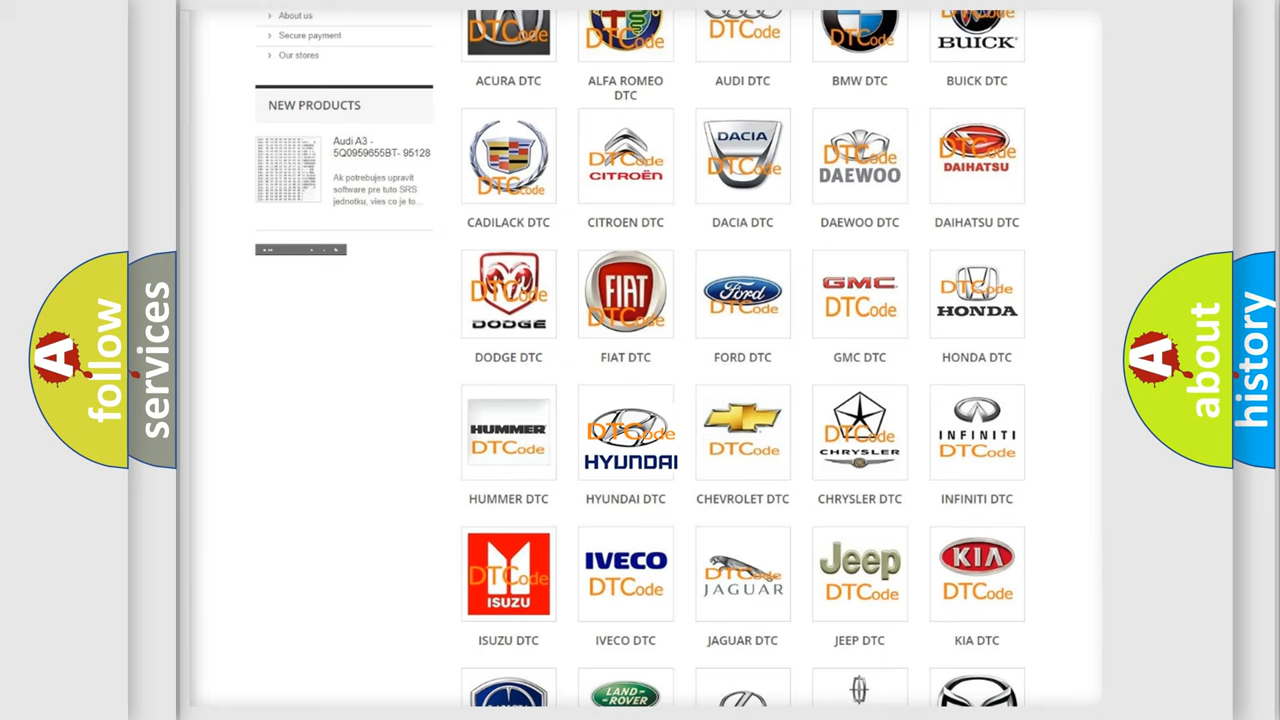 About us
Secure payment
Our stores
NEW PRODUCTS
Audi A3 -
5Q0959655BT- 95128
Ak potrebujes upravit
software pre tuto SRS
jednotku, vies co je to...
DTCode
DTCode
DTCode
DTCode
BUICK
ACURA DTC
ALFA ROMEO
DTC
AUDI DTC
BMW DTC
BUICK DTC
DTCode
DTCode
CITROËN
DACIA
DTCode
DTCode
DAEWOO
DTCode
DAIHATSU
CADILACK DTC
CITROEN DTC
DACIA DTC
DAEWOO DTC
DAIHATSU DTC
DTCode
DODGE
FIAT
DTCode
Ford
DTCode
GMC
DTCode
DTCode
HONDA
DODGE DTC
FIAT DTC
FORD DTC
GMC DTC
HONDA DTC
HUMMER
DTCode
DTCode
HYUNDAI
DTCode
DTCode
CHRYSLER
INFINITI
DTCode
HUMMER DTC
HYUNDAI DTC
CHEVROLET DTC
CHRYSLER DTC
INFINITI DTC
DTCode
ISUZU
IVECO
DTCode
DTCode
JAGUAR
Jeep
DTCode
KIA
DTCode
ISUZU DTC
IVECO DTC
JAGUAR DTC
JEEP DTC
KIA DTC
LAND-
ROVER
A
follow
services
A
about
history